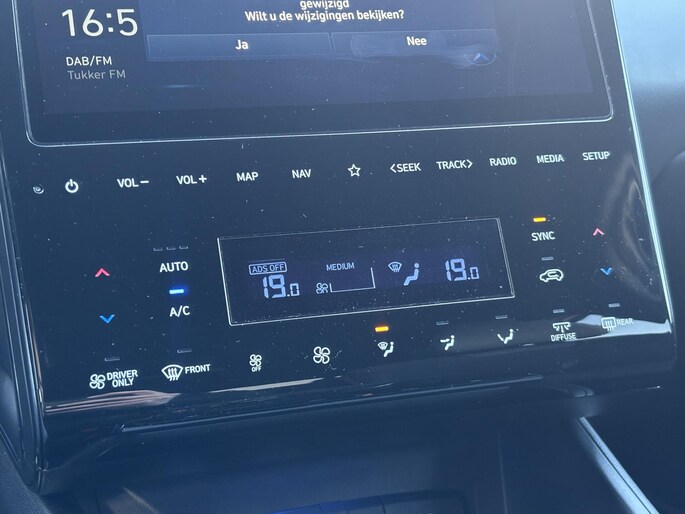 gewijzigd
Wilt u de wijzigingen bekijken?
16:5
Ja
Nee
DAB/FM
Tukker FM
VOL−
VOL+
MAP
NAV
<SEEK
TRACK>
RADIO
MEDIA
SETUP
AUTO
A/C
ADS OFF
19.0
MEDIUM
19.0
SYNC
DRIVER ONLY
FRONT
OFF
DIFFUSE
REAR